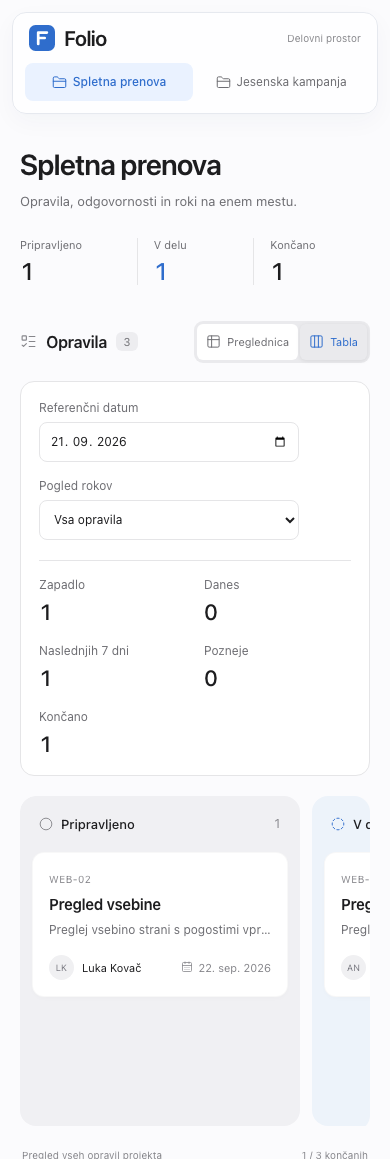 F Folio
Delovni prostor
Spletna prenova
Jesenska kampanja
Spletna prenova
Opravila, odgovornosti in roki na enem mestu.
Pripravljeno
1
V delu
1
Končano
1
Opravila 3
Preglednica
Tabla
Referenčni datum
21. 09. 2026
Pogled rokov
Vsa opravila
Zapadlo
1
Danes
0
Naslednjih 7 dni
1
Pozneje
0
Končano
1
Pripravljeno 1
WEB-02
Pregled vsebine
Preglej vsebino strani s pogostimi vpr...
LK Luka Kovač
22. sep. 2026
V
WEB-
Preg
Pregl
AN
Pregled vseh opravil projekta
1 / 3 končanih